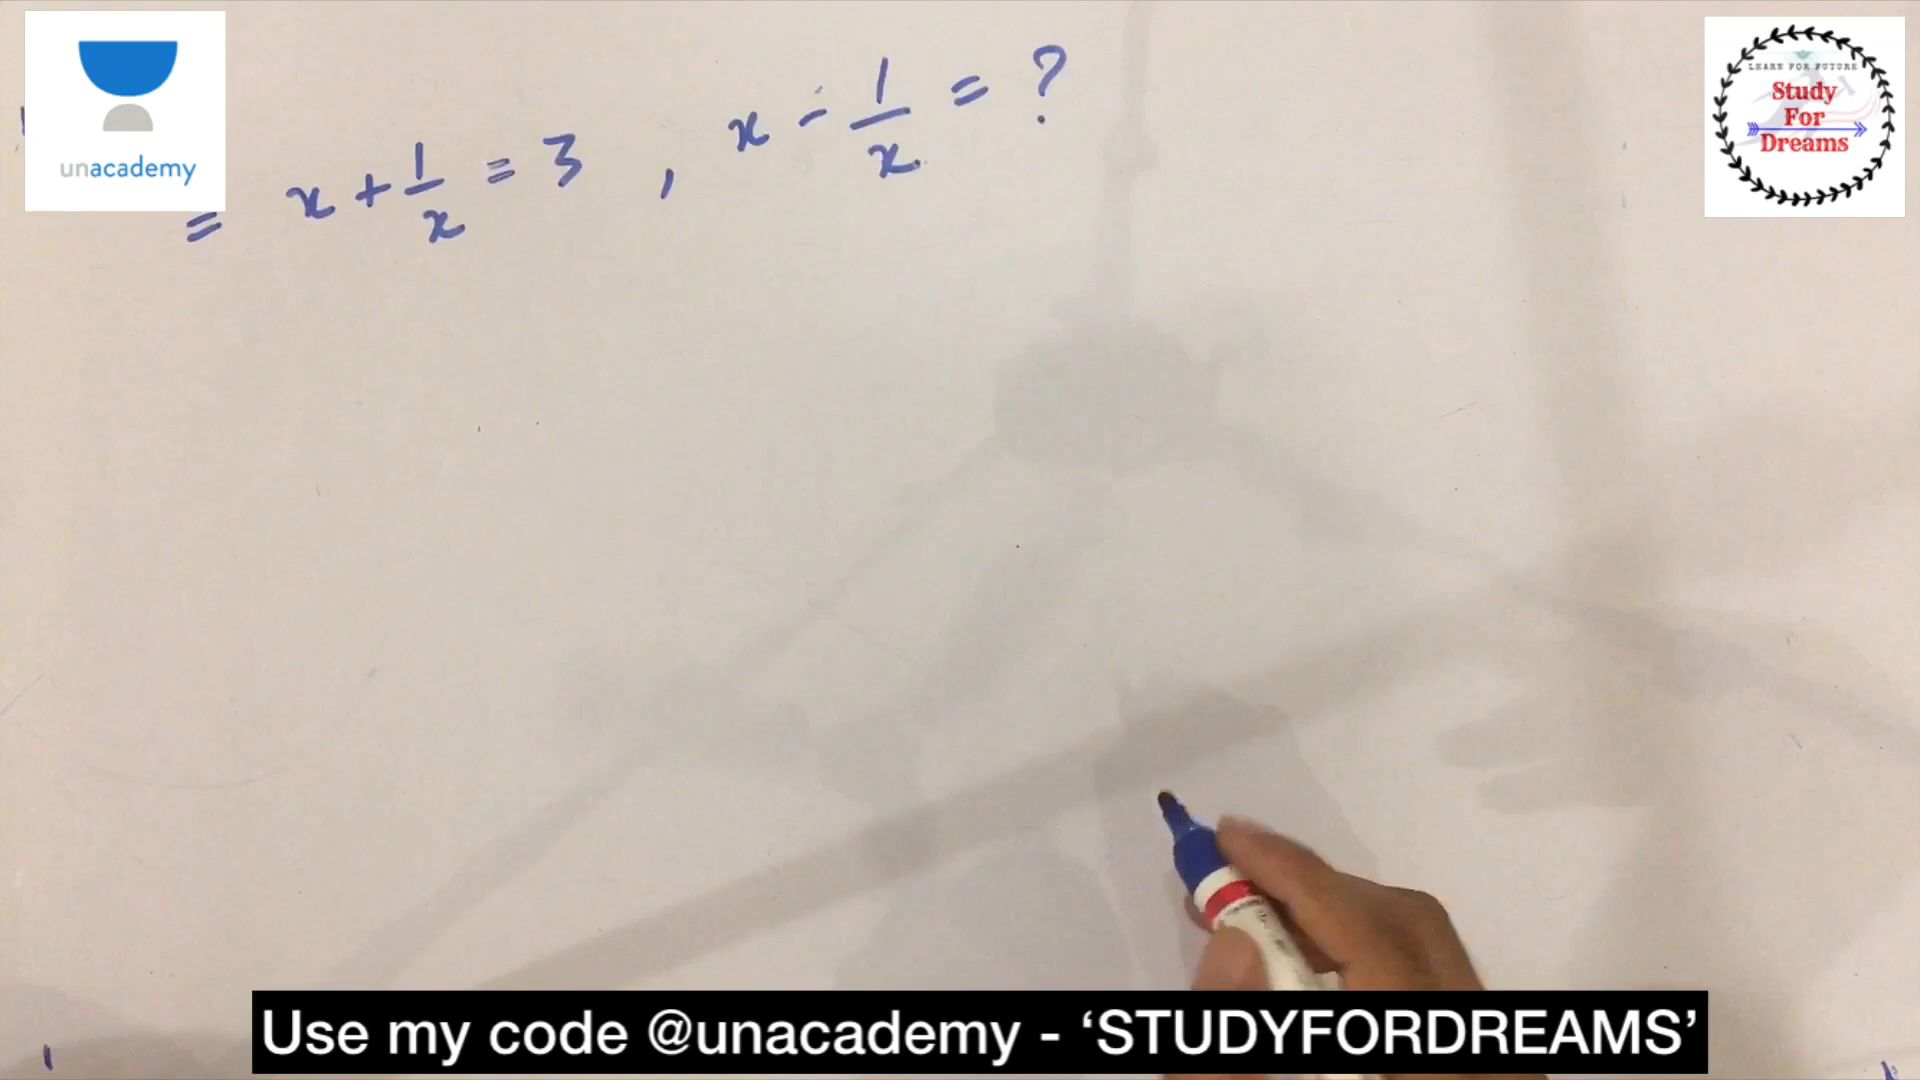 unacademy
= x + 1/x = 3 , x - 1/x = ?
LEARN FOR FUTURE
Study
For
Dreams
Use my code @unacademy - ‘STUDYFORDREAMS’